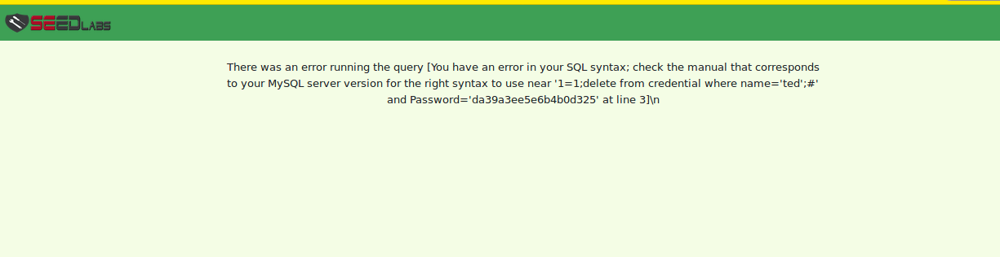 SEEDLABS
There was an error running the query [You have an error in your SQL syntax; check the manual that corresponds
to your MySQL server version for the right syntax to use near '1=1;delete from credential where name='ted';#'
and Password='da39a3ee5e6b4b0d325' at line 3]\n